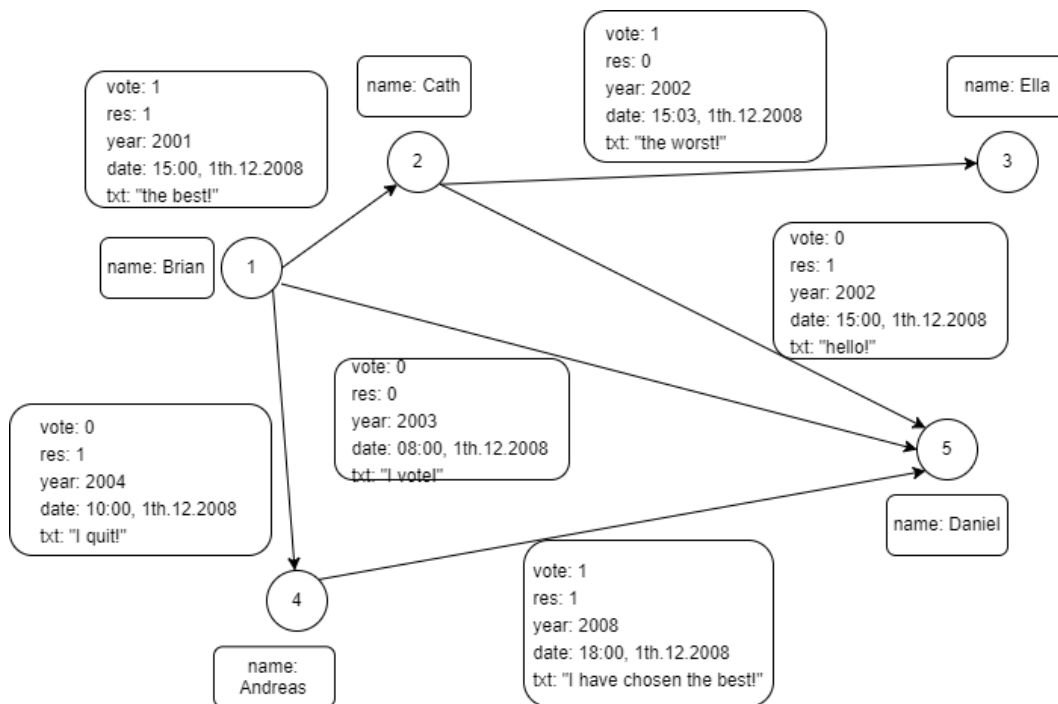 vote: 1
res: 0
year: 2002
date: 15:03, 1th.12.2008
txt: "the worst!"
name: Cath
name: Ella
vote: 1
res: 1
year: 2001
date: 15:00, 1th.12.2008
txt: "the best!"
2
3
name: Brian
1
vote: 0
res: 1
year: 2002
date: 15:00, 1th.12.2008
txt: "hello!"
vote: 0
res: 0
year: 2003
date: 08:00, 1th.12.2008
txt: "I vote!"
vote: 0
res: 1
year: 2004
date: 10:00, 1th.12.2008
txt: "I quit!"
5
name: Daniel
4
vote: 1
res: 1
year: 2008
date: 18:00, 1th.12.2008
txt: "I have chosen the best!"
name:
Andreas